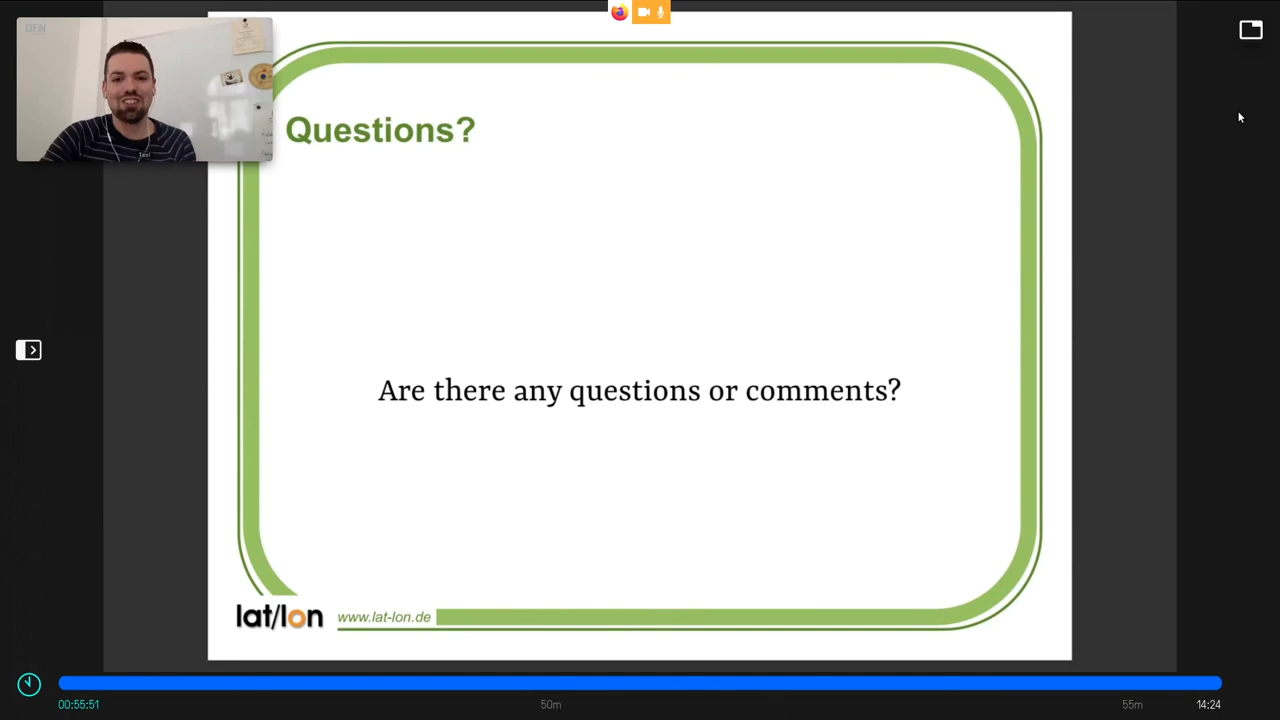 DFN
Questions?
Are there any questions or comments?
lat/lon
www.lat-lon.de
00:55:51
50m
55m
14:24